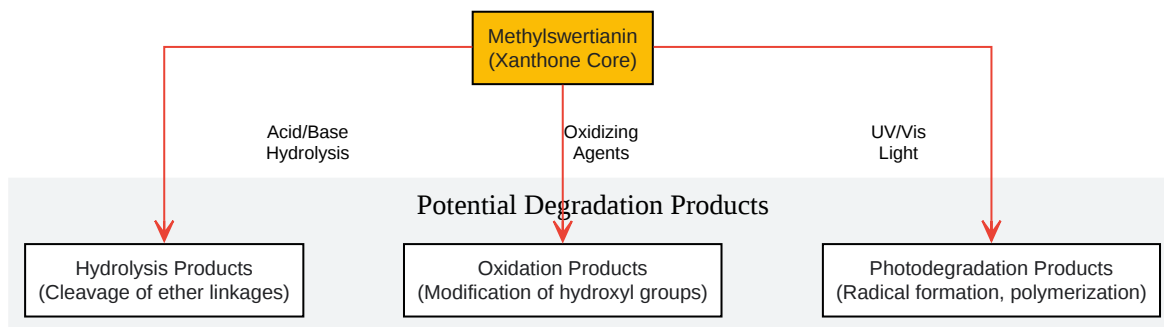 Methylswertianin
(Xanthone Core)
Acid/Base
Hydrolysis
Oxidizing
Agents
UV/Vis
Light
Potential Degradation Products
Hydrolysis Products
(Cleavage of ether linkages)
Oxidation Products
(Modification of hydroxyl groups)
Photodegradation Products
(Radical formation, polymerization)